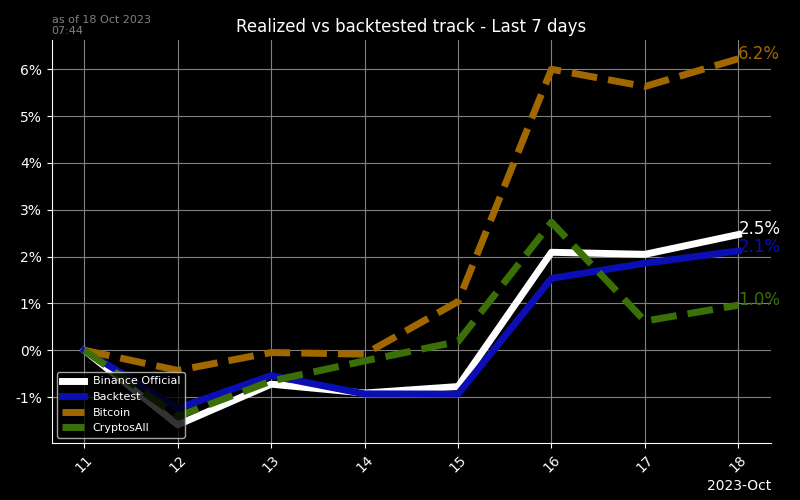 as of 18 Oct 2023
07:44
Realized vs backtested track - Last 7 days
6%
5%
4%
3%
2%
1%
0%
-1%
6.2%
2.5%
2.1%
1.0%
Binance Official
Backtest
Bitcoin
CryptosAll
11 12 13 14 15 16 17 18
2023-Oct